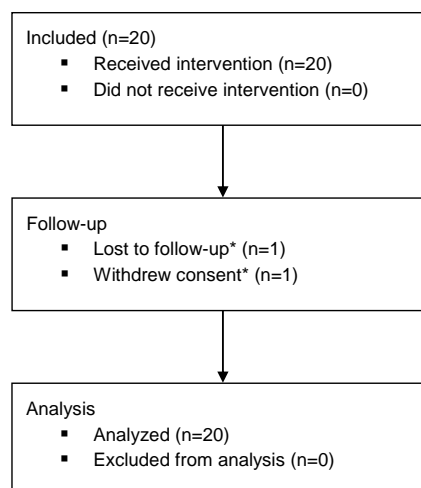 Included (n=20)
▪ Received intervention (n=20)
▪ Did not receive intervention (n=0)
Follow-up
▪ Lost to follow-up* (n=1)
▪ Withdrew consent* (n=1)
Analysis
▪ Analyzed (n=20)
▪ Excluded from analysis (n=0)